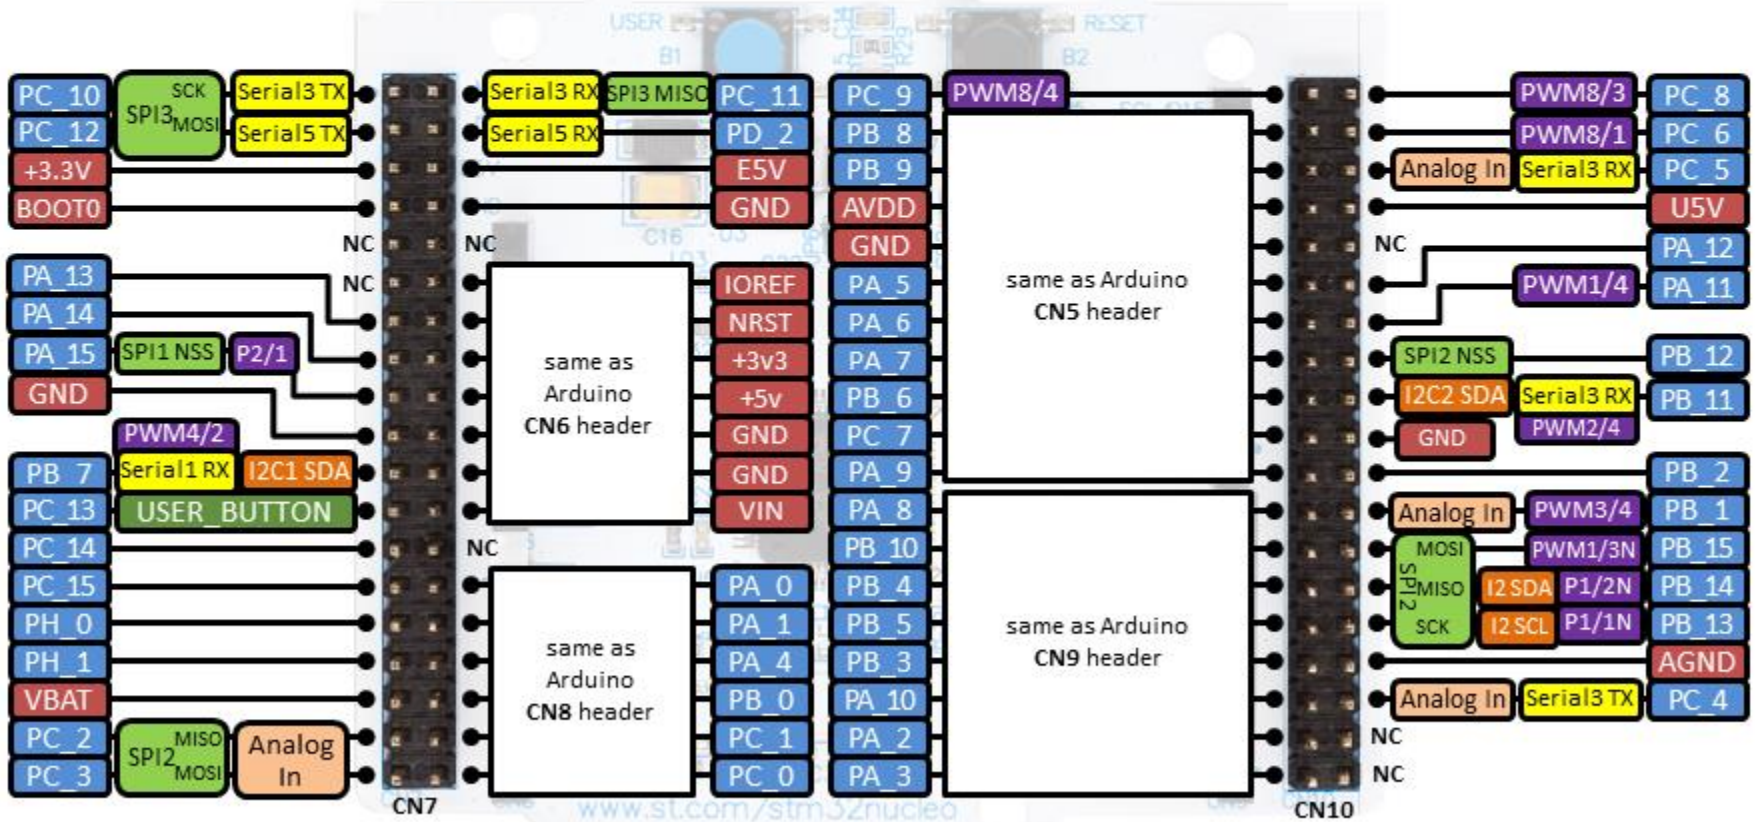 USER
B1
RESET
B2
R29
C16
U3
PC_10
SPI3
SCK
MOSI
Serial3 TX
PC_12
Serial5 TX
+3.3V
BOOT0
NC
NC
PA_13
PA_14
PA_15
SPI1 NSS
P2/1
GND
PWM4/2
PB_7
Serial1 RX
I2C1 SDA
PC_13
USER_BUTTON
PC_14
PC_15
PH_0
PH_1
VBAT
PC_2
PC_3
SPI2
MISO
MOSI
Analog
In
CN7
Serial3 RX
SPI3 MISO
PC_11
Serial5 RX
PD_2
E5V
GND
NC
same as
Arduino
CN6 header
IOREF
NRST
+3v3
+5v
GND
GND
VIN
NC
same as
Arduino
CN8 header
PA_0
PA_1
PA_4
PB_0
PC_1
PC_0
PC_9
PWM8/4
PB_8
PB_9
AVDD
GND
PA_5
PA_6
PA_7
PB_6
PC_7
PA_9
same as Arduino
CN5 header
PA_8
PB_10
PB_4
PB_5
PB_3
PA_10
PA_2
PA_3
same as Arduino
CN9 header
CN10
PWM8/3
PC_8
PWM8/1
PC_6
Analog In
Serial3 RX
PC_5
U5V
NC
PA_12
PWM1/4
PA_11
SPI2 NSS
PB_12
I2C2 SDA
Serial3 RX
PB_11
GND
PWM2/4
PB_2
Analog In
PWM3/4
PB_1
SPI2
MOSI
PWM1/3N
PB_15
MISO
I2 SDA
P1/2N
PB_14
SCK
I2 SCL
P1/1N
PB_13
AGND
Analog In
Serial3 TX
PC_4
NC
NC
www.st.com/stm32nucleo